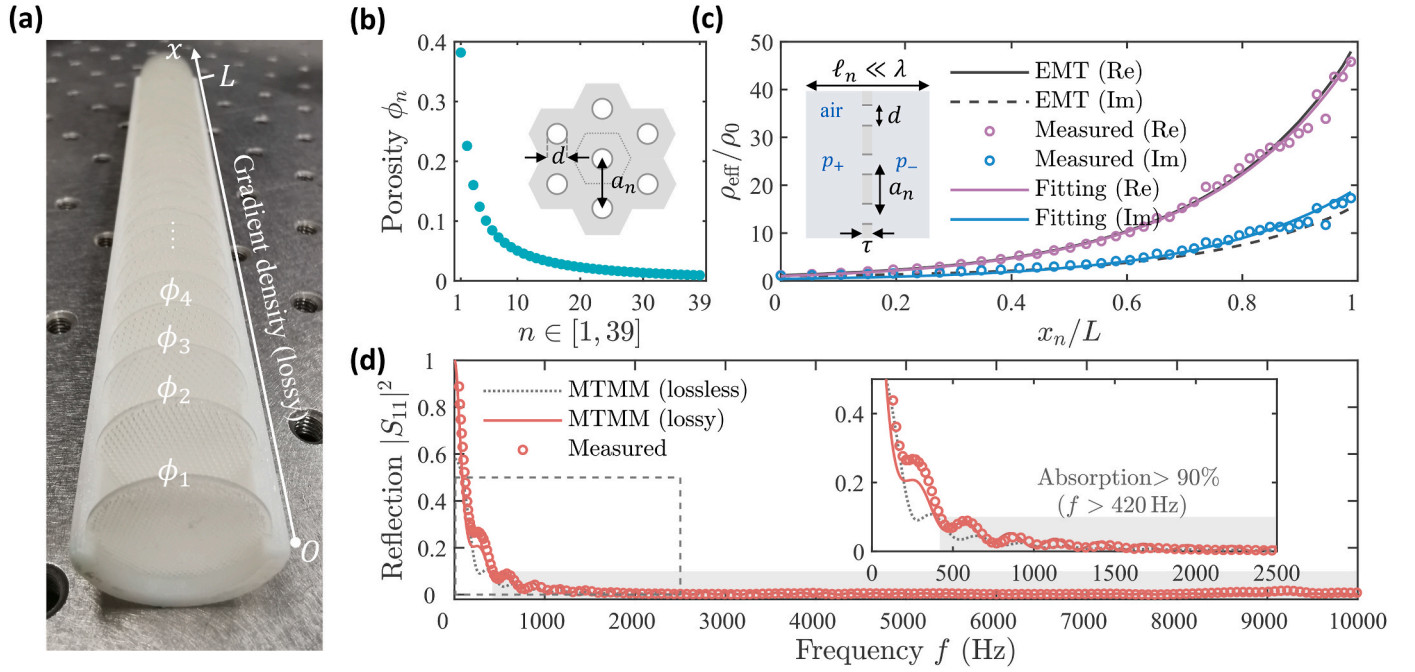 (a)
x
L
Gradient density (lossy)
⋮
ϕ₄
ϕ₃
ϕ₂
ϕ₁
O
(b)
Porosity ϕₙ
0.4
0.3
0.2
0.1
0
d
aₙ
1
10
20
30
39
n ∈ [1, 39]
(c)
ρeff/ρ₀
50
40
30
20
10
0
ℓₙ ≪ λ
air
d
p₊
p₋
aₙ
τ
EMT (Re)
EMT (Im)
Measured (Re)
Measured (Im)
Fitting (Re)
Fitting (Im)
0
0.2
0.4
0.6
0.8
1
xₙ/L
(d)
Reflection |S₁₁|²
1
0.8
0.6
0.4
0.2
0
MTMM (lossless)
MTMM (lossy)
Measured
0.4
0.2
0
Absorption> 90%
(f > 420 Hz)
0
500
1000
1500
2000
2500
0
1000
2000
3000
4000
5000
6000
7000
8000
9000
10000
Frequency f (Hz)